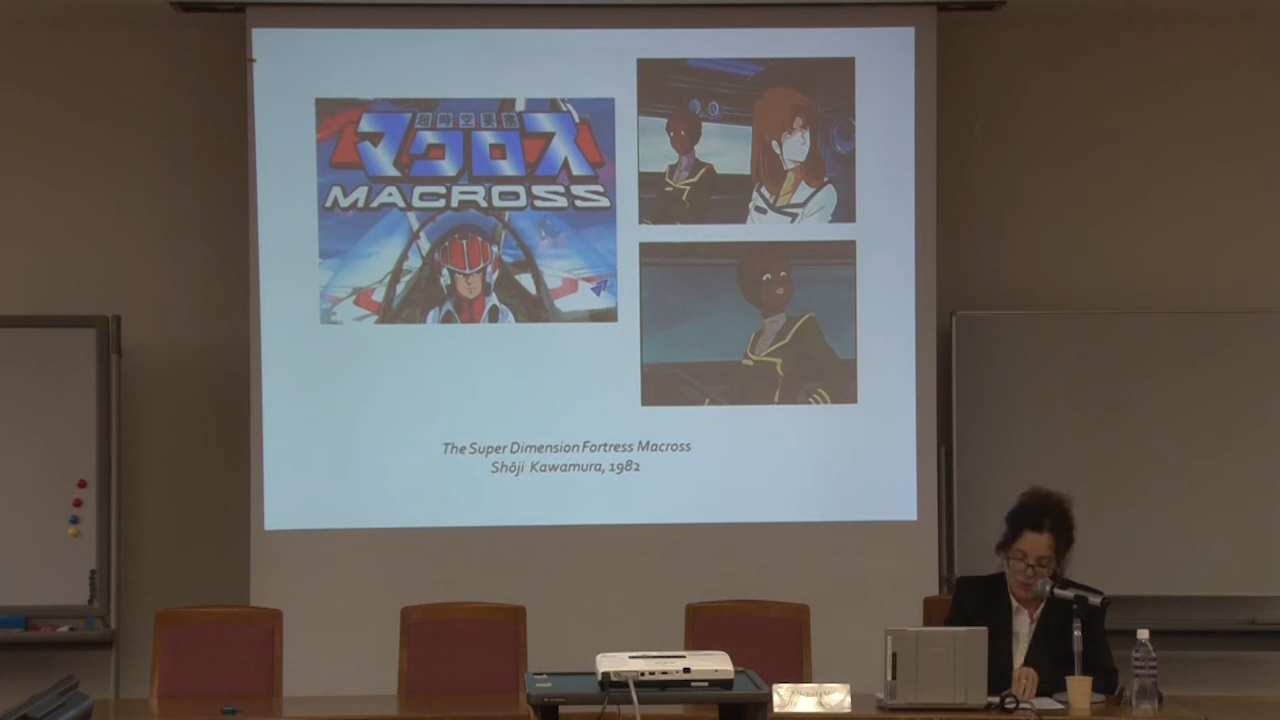 超時空要塞
マクロス
MACROSS
The Super Dimension Fortress Macross
Shōji Kawamura, 1982